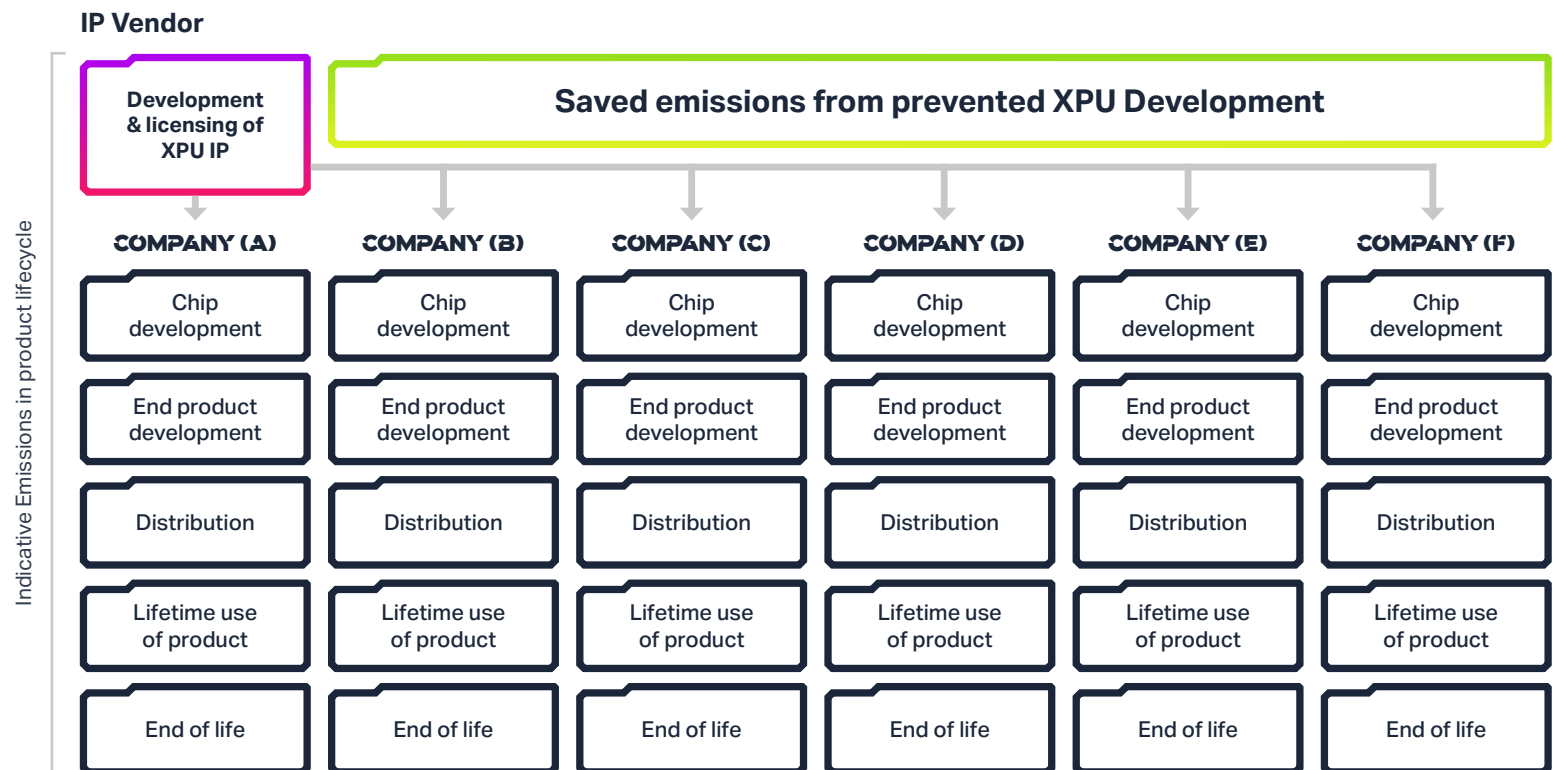 IP Vendor
Development
& licensing of
XPU IP
Saved emissions from prevented XPU Development
Indicative Emissions in product lifecycle
COMPANY (A)
COMPANY (B)
COMPANY (C)
COMPANY (D)
COMPANY (E)
COMPANY (F)
Chip
development
Chip
development
Chip
development
Chip
development
Chip
development
Chip
development
End product
development
End product
development
End product
development
End product
development
End product
development
End product
development
Distribution
Distribution
Distribution
Distribution
Distribution
Distribution
Lifetime use
of product
Lifetime use
of product
Lifetime use
of product
Lifetime use
of product
Lifetime use
of product
Lifetime use
of product
End of life
End of life
End of life
End of life
End of life
End of life